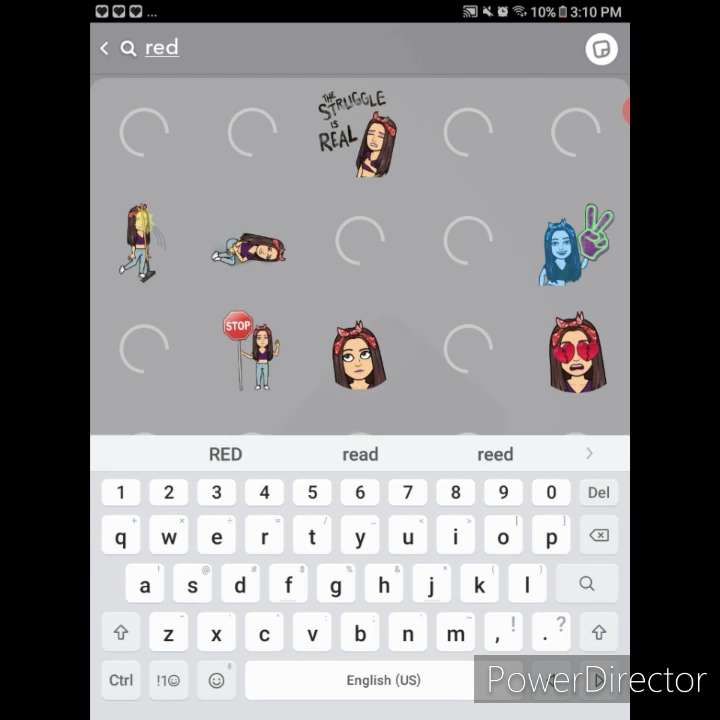 ... 10% 3:10 PM
red
THE STRUGGLE IS REAL
STOP
RED read reed
1 2 3 4 5 6 7 8 9 0 Del
q w e r t y u i o p
a s d f g h j k l
z x c v b n m , ! . ?
Ctrl !1☺ English (US)
PowerDirector